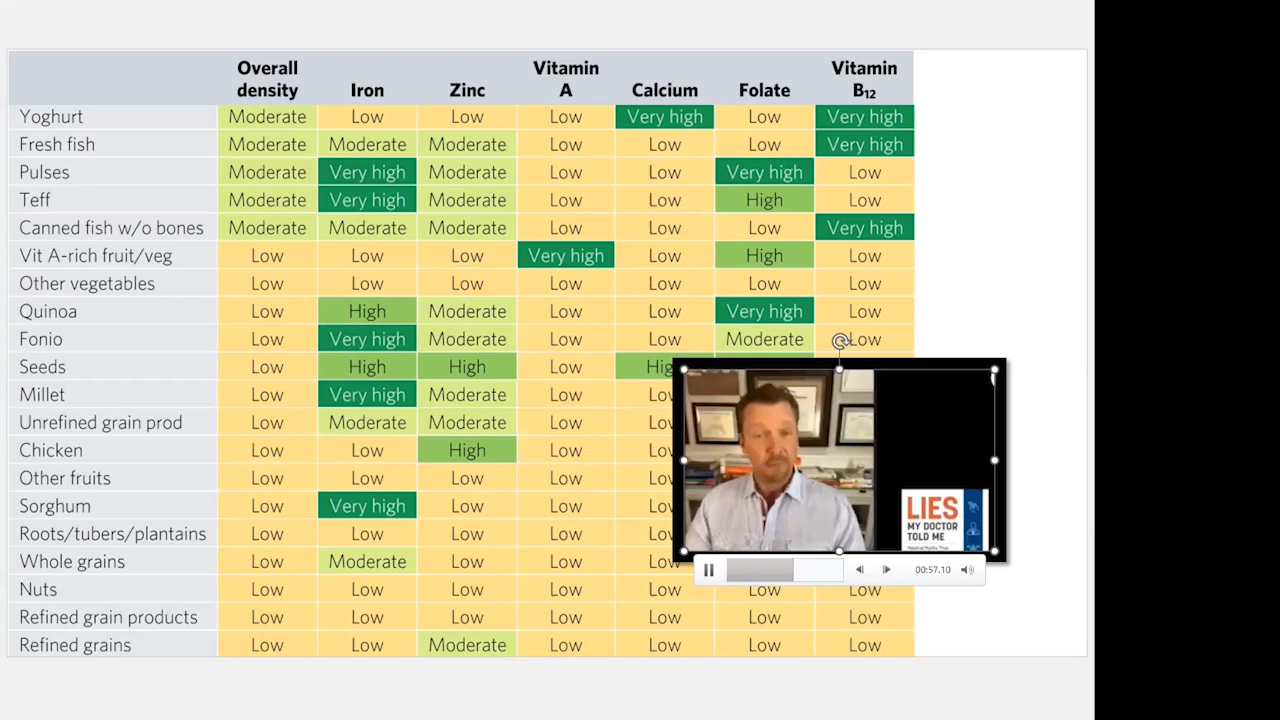 Overall density Iron Zinc Vitamin A Calcium Folate Vitamin B12
Yoghurt Moderate Low Low Low Very high Low Very high
Fresh fish Moderate Moderate Moderate Low Low Low Very high
Pulses Moderate Very high Moderate Low Low Very high Low
Teff Moderate Very high Moderate Low Low High Low
Canned fish w/o bones Moderate Moderate Moderate Low Low Low Very high
Vit A-rich fruit/veg Low Low Low Very high Low High Low
Other vegetables Low Low Low Low Low Low Low
Quinoa Low High Moderate Low Low Very high Low
Fonio Low Very high Moderate Low Low Moderate Low
Seeds Low High High Low Hig
Millet Low Very high Moderate Low
Unrefined grain prod Low Moderate Moderate Low
Chicken Low Low High Low
Other fruits Low Low Low Low
Sorghum Low Very high Low Low
LIES
MY DOCTOR
TOLD ME
Roots/tubers/plantains Low Low Low Low
Whole grains Low Moderate Low Low
00:57.10
Nuts Low Low Low Low Low Low Low
Refined grain products Low Low Low Low Low Low Low
Refined grains Low Low Moderate Low Low Low Low